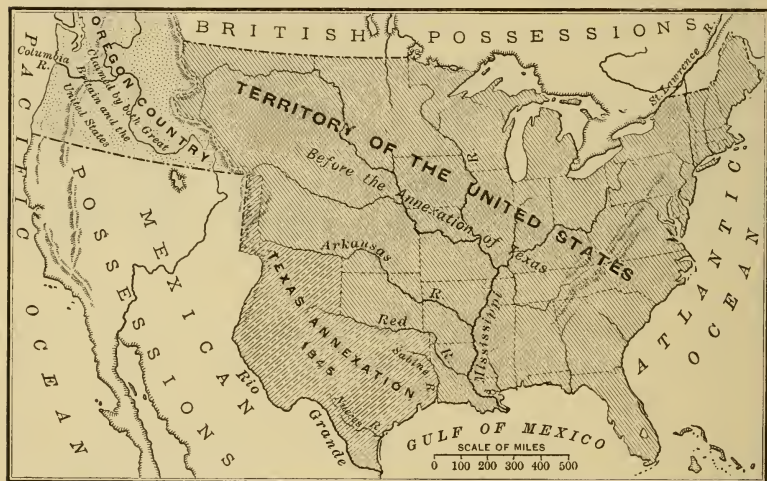 BRITISH POSSESSIONS
OREGON COUNTRY
Claimed by both Great
Britain and the
United States
Columbia
R.
St. Lawrence R.
PACIFIC OCEAN
TERRITORY OF THE UNITED STATES
Before the Annexation of Texas
R.
MEXICAN
POSSESSIONS
Arkansas R.
TEXAS ANNEXATION
1845
Red R.
Sabine R.
Nueces R.
Rio Grande
Mississippi
ATLANTIC
OCEAN
GULF OF MEXICO
SCALE OF MILES
0 100 200 300 400 500